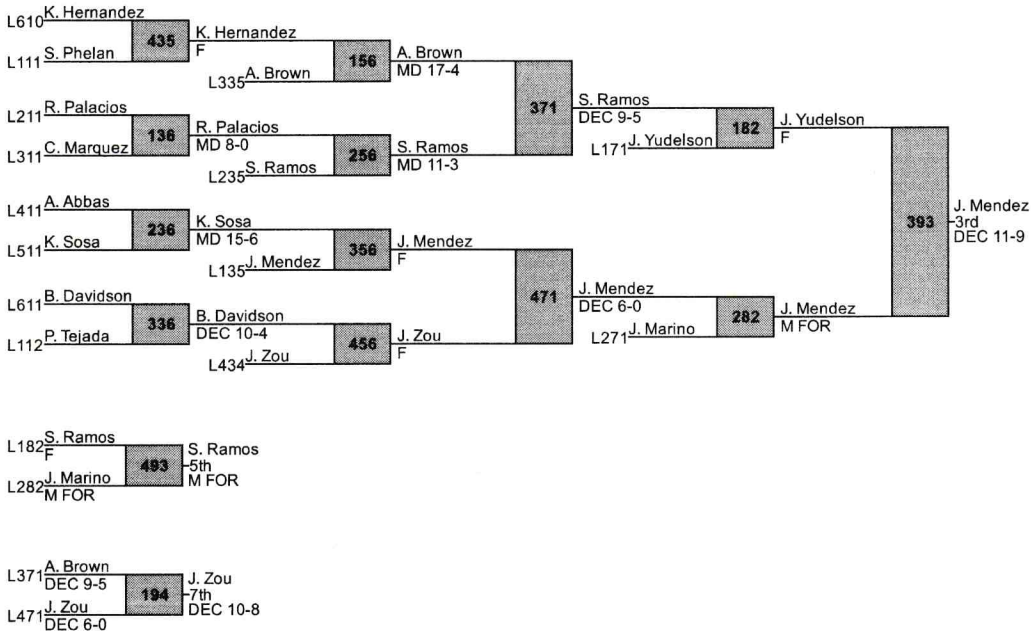 L610 K. Hernandez
435
K. Hernandez
F
L111 S. Phelan
L335 A. Brown
156
A. Brown
MD 17-4
L211 R. Palacios
136
R. Palacios
MD 8-0
L311 C. Marquez
L235 S. Ramos
256
S. Ramos
MD 11-3
371
S. Ramos
DEC 9-5
L171 J. Yudelson
182
J. Yudelson
F
L411 A. Abbas
236
K. Sosa
MD 15-6
L511 K. Sosa
L135 J. Mendez
356
J. Mendez
F
L611 B. Davidson
336
B. Davidson
DEC 10-4
L112 P. Tejada
L434 J. Zou
456
J. Zou
F
471
J. Mendez
DEC 6-0
L271 J. Marino
282
J. Mendez
M FOR
393
J. Mendez
3rd
DEC 11-9
L182 S. Ramos
F
493
S. Ramos
5th
M FOR
L282 J. Marino
M FOR
L371 A. Brown
DEC 9-5
194
J. Zou
7th
DEC 10-8
L471 J. Zou
DEC 6-0